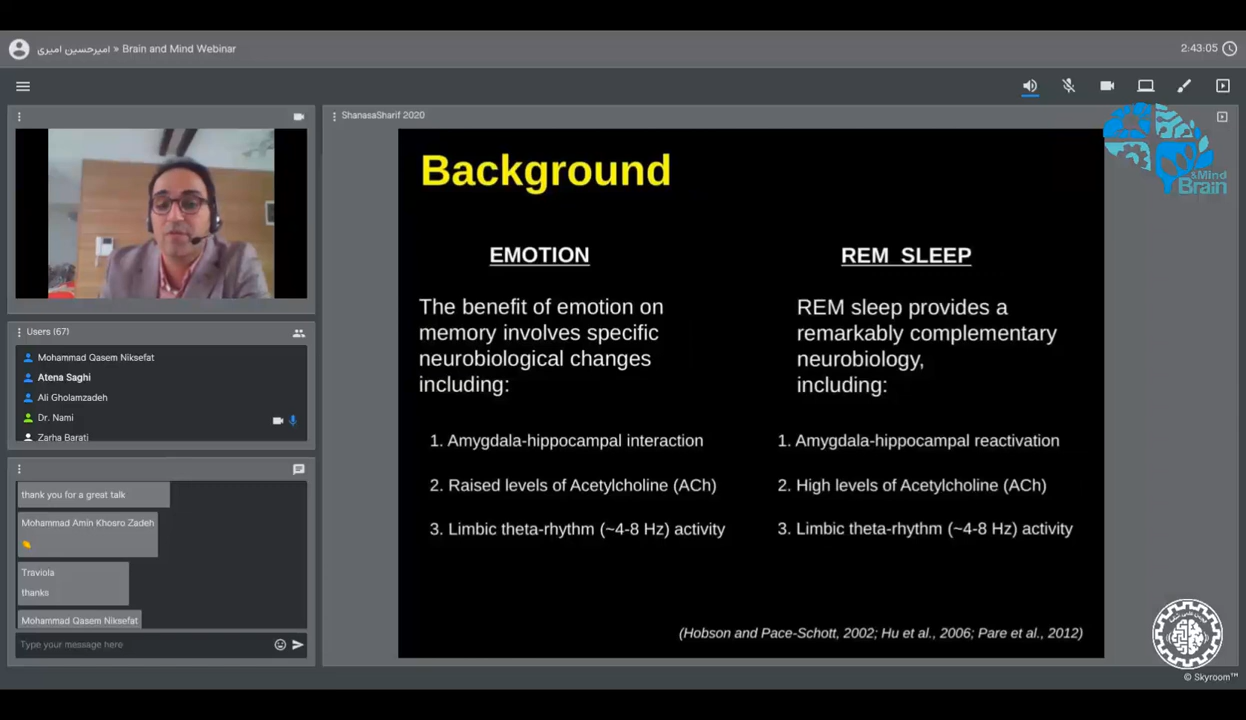 امیرحسین امیری » Brain and Mind Webinar
2:43:05
ShanasaSharif 2020
Users (67)
Mohammad Qasem Niksefat
Atena Saghi
Ali Gholamzadeh
Dr. Nami
Zarha Barati
thank you for a great talk
Mohammad Amin Khosro Zadeh
Traviola
thanks
Mohammad Qasem Niksefat
Type your message here
Background
EMOTION
The benefit of emotion on
memory involves specific
neurobiological changes
including:
1. Amygdala-hippocampal interaction
2. Raised levels of Acetylcholine (ACh)
3. Limbic theta-rhythm (~4-8 Hz) activity
REM SLEEP
REM sleep provides a
remarkably complementary
neurobiology,
including:
1. Amygdala-hippocampal reactivation
2. High levels of Acetylcholine (ACh)
3. Limbic theta-rhythm (~4-8 Hz) activity
(Hobson and Pace-Schott, 2002; Hu et al., 2006; Pare et al., 2012)
&Mind
Brain
© Skyroom™